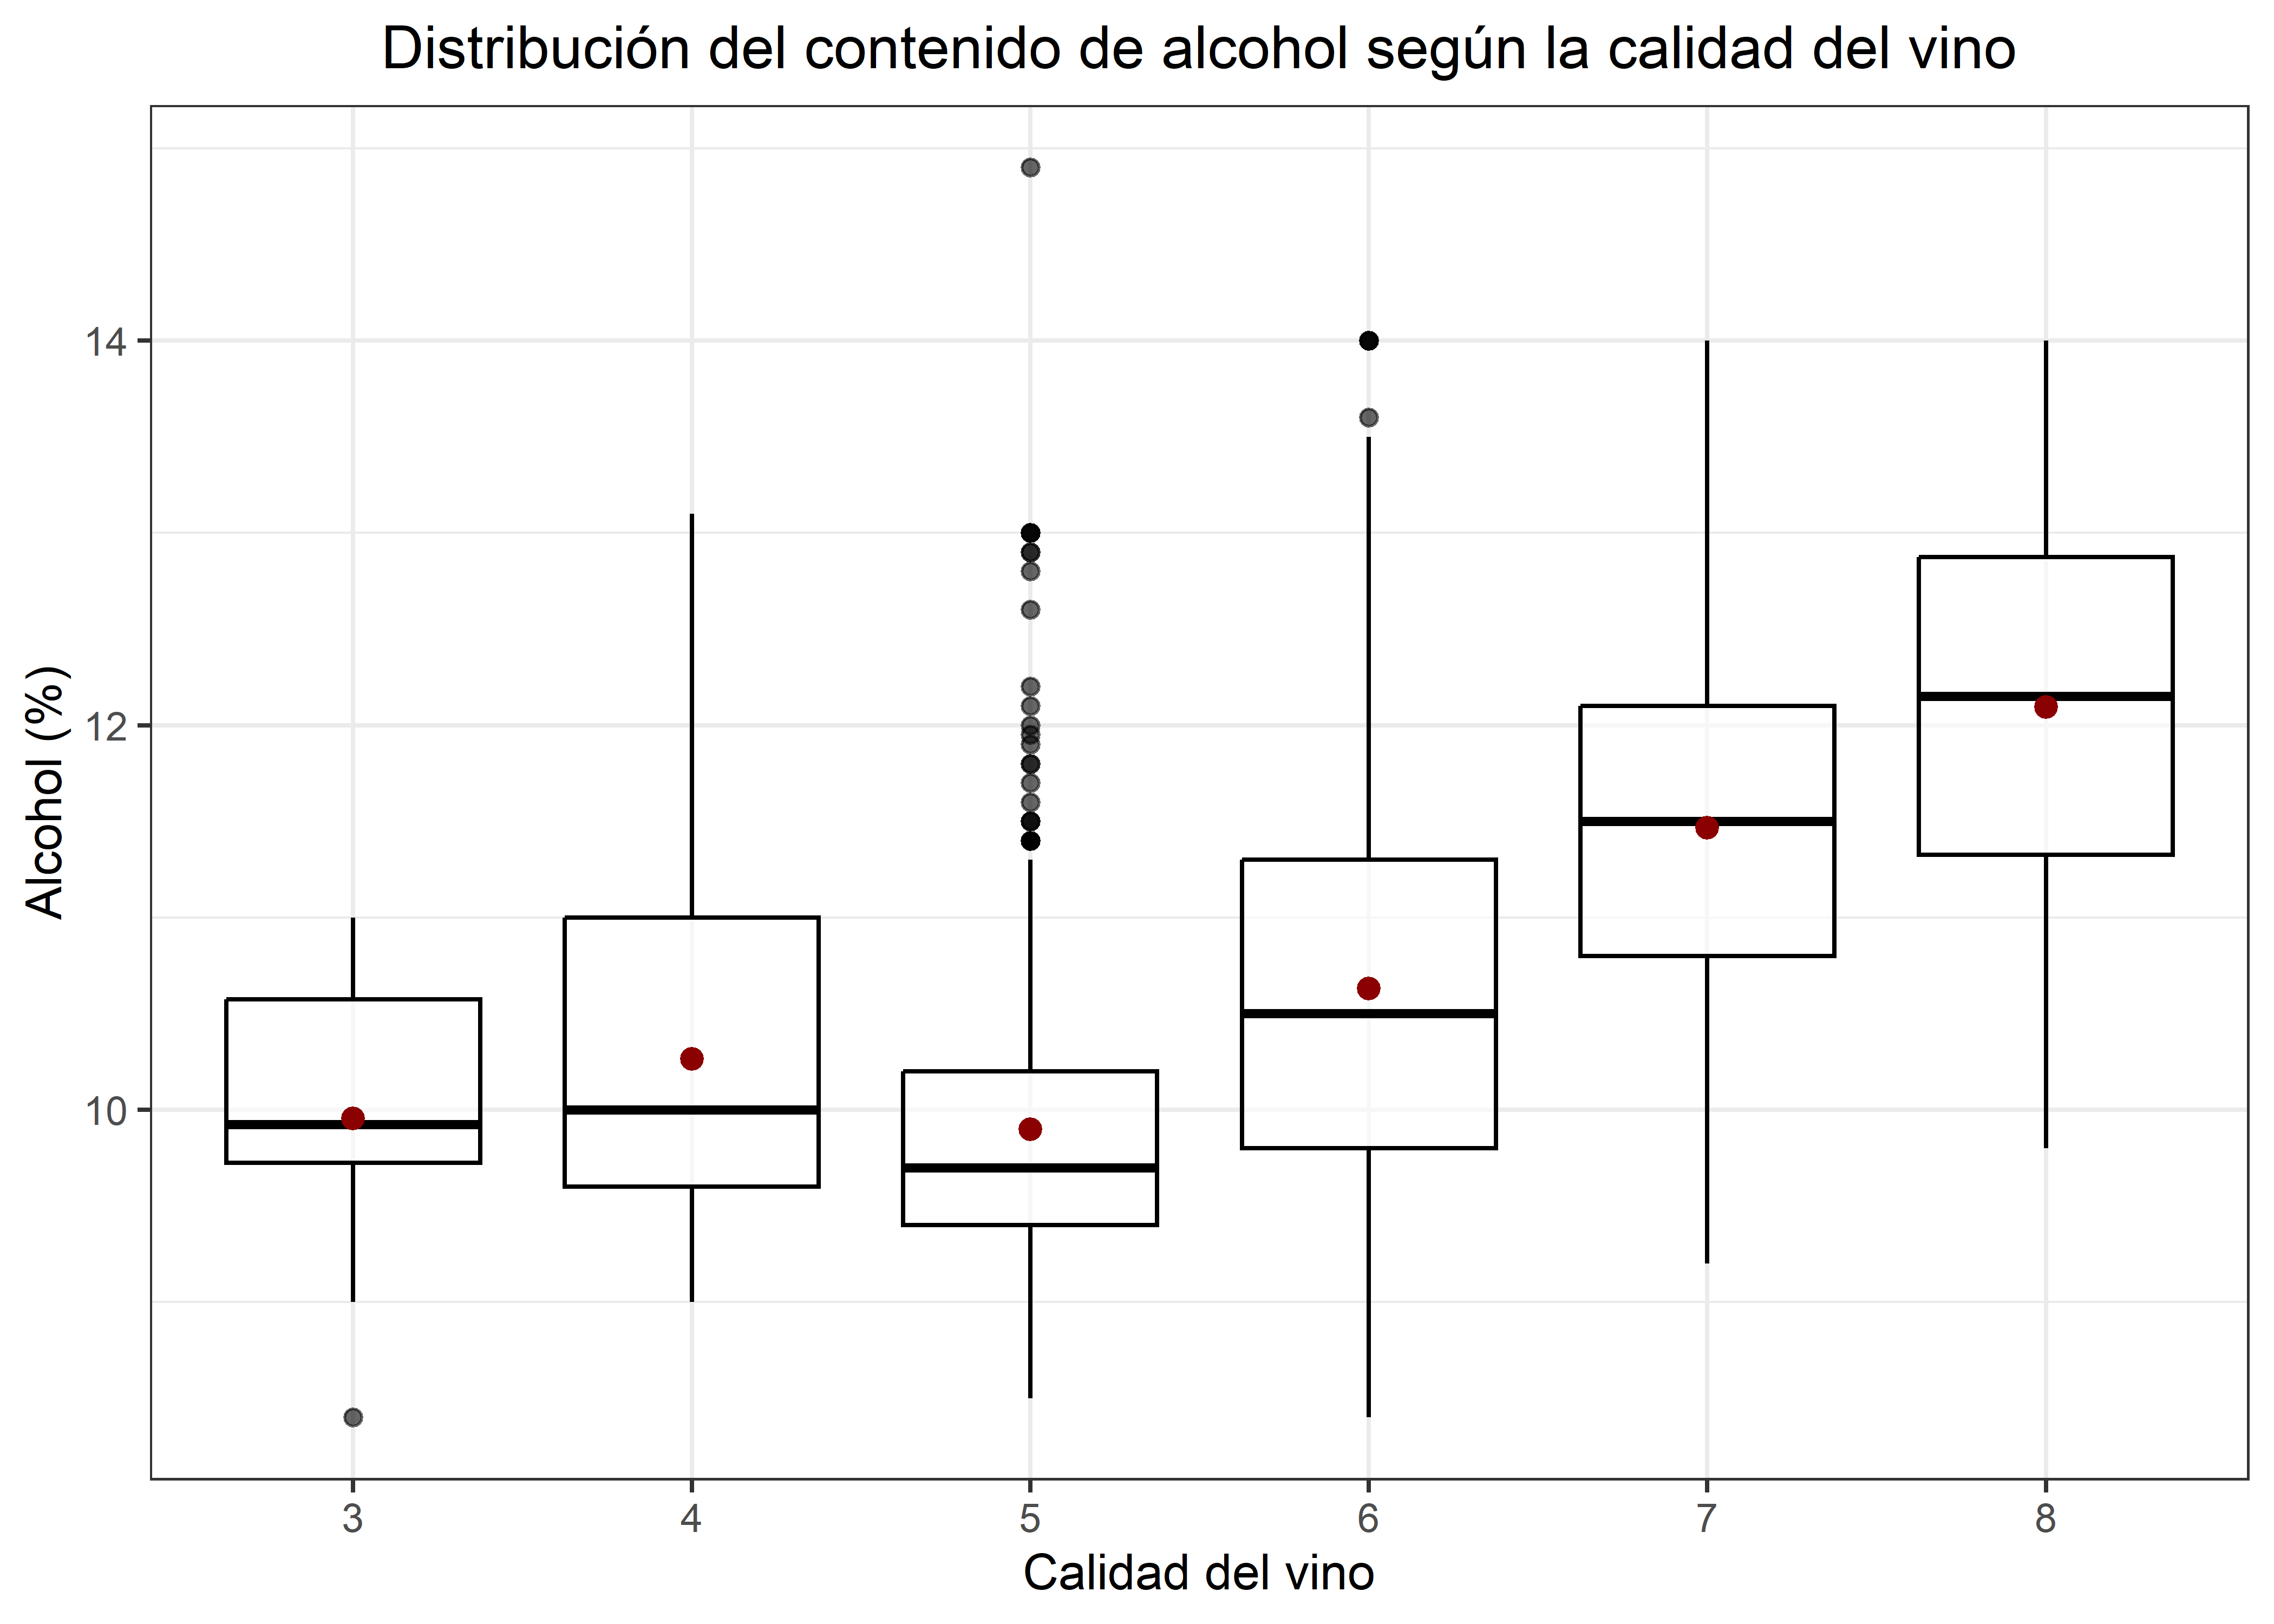 Distribución del contenido de alcohol según la calidad del vino
Alcohol (%)
14
12
10
3 4 5 6 7 8
Calidad del vino